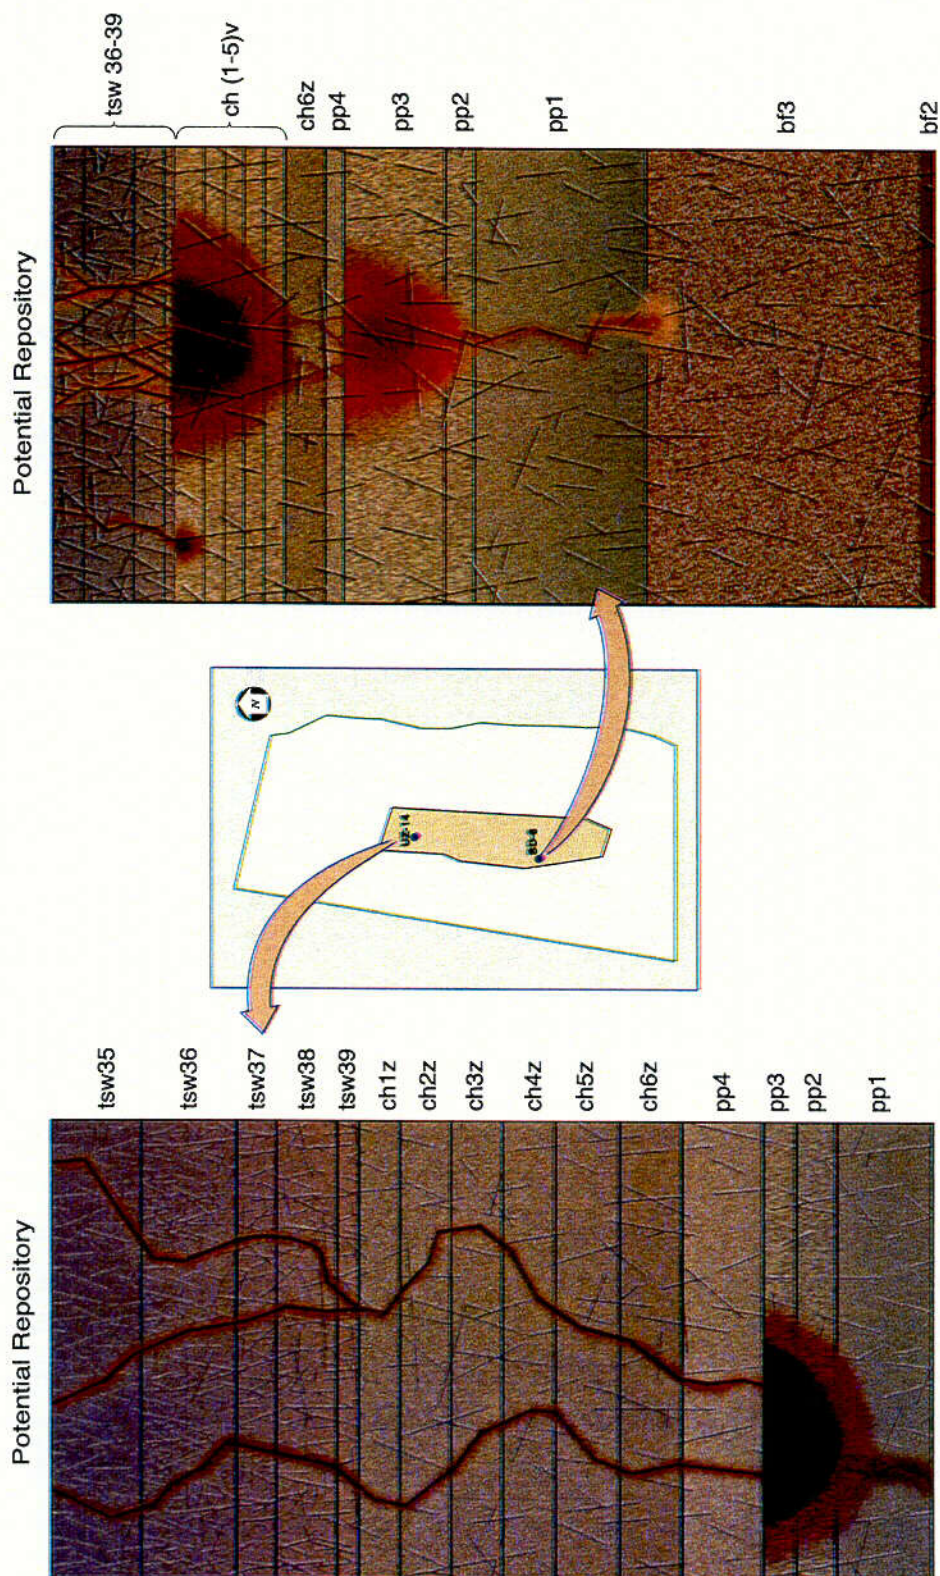 Potential Repository
tsw35
tsw36
tsw37
tsw38
tsw39
ch1z
ch2z
ch3z
ch4z
ch5z
ch6z
pp4
pp3
pp2
pp1
N
UZ-14
SD-6
Potential Repository
tsw 36-39
ch (1-5)v
ch6z
pp4
pp3
pp2
pp1
bf3
bf2